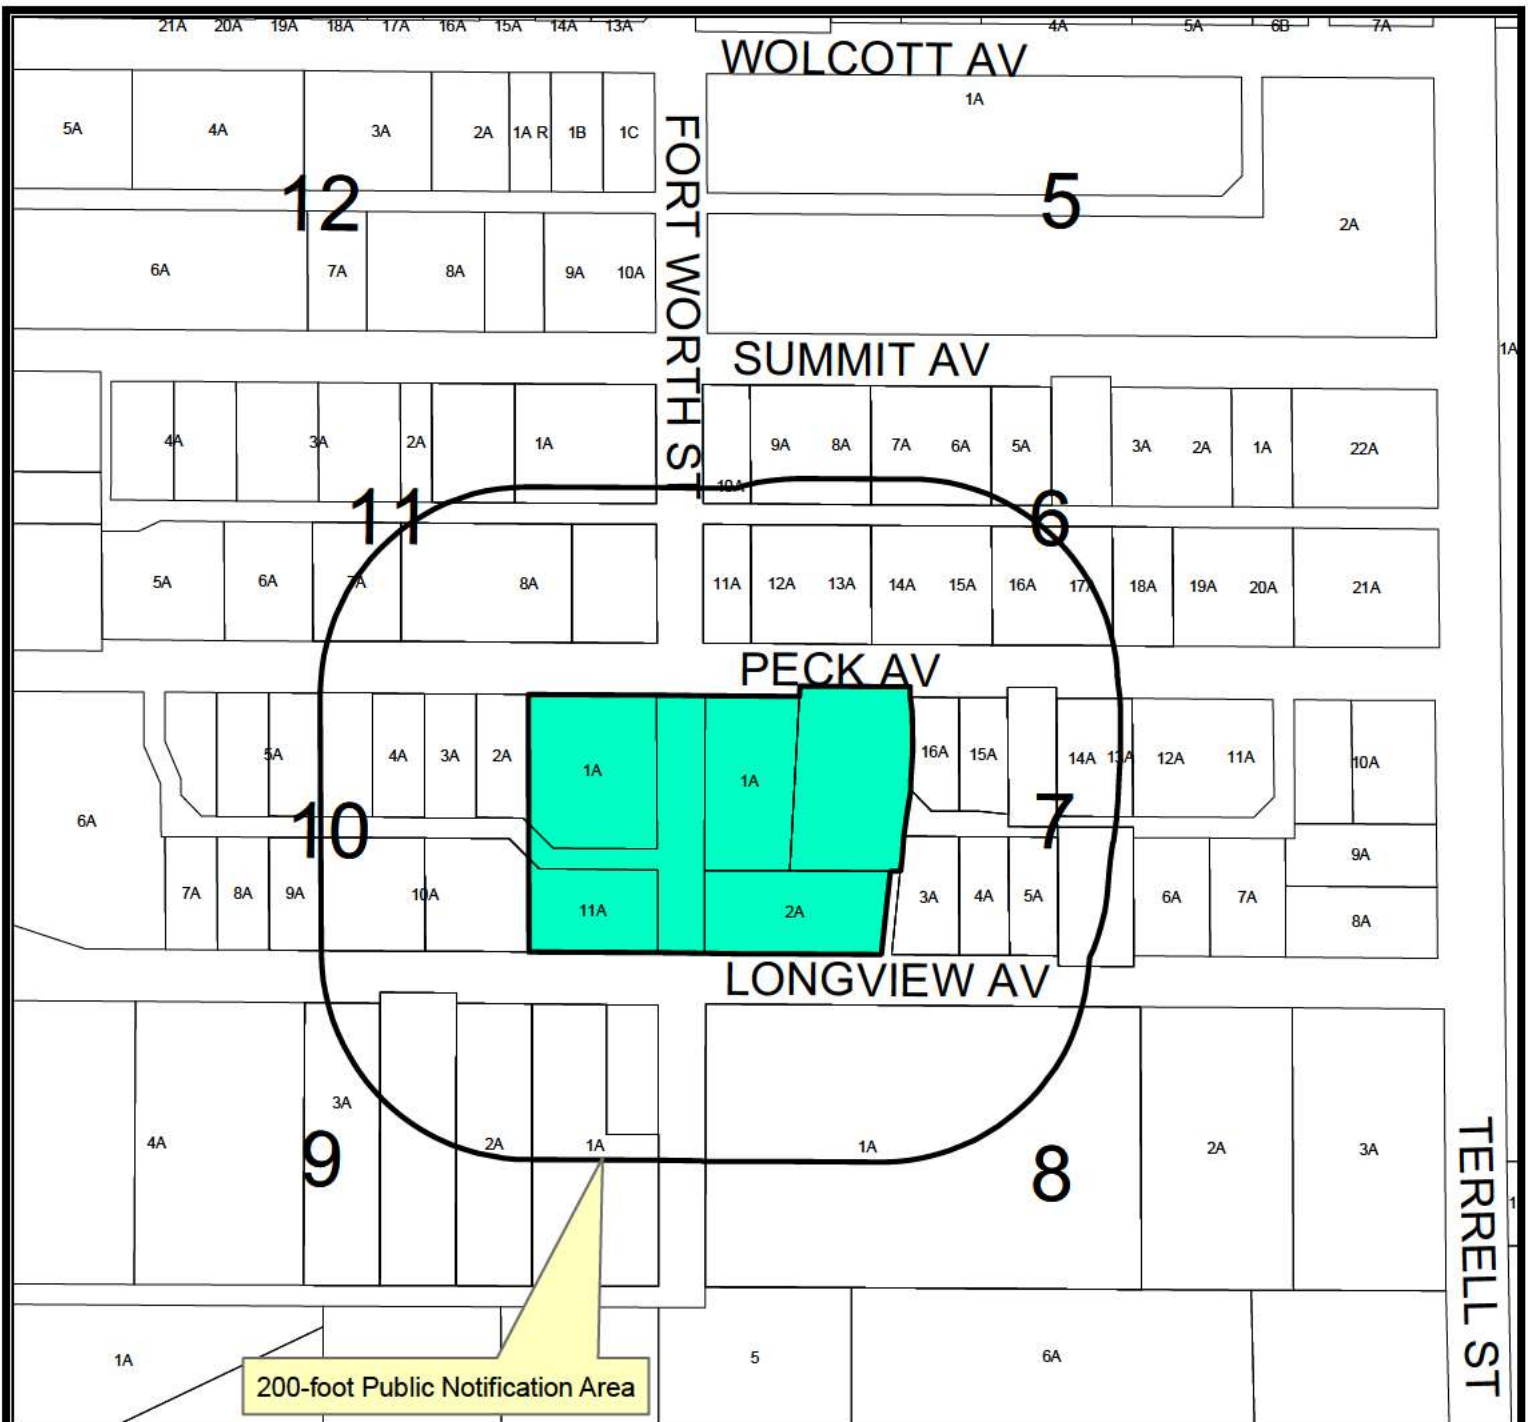 21A 20A 19A 18A 17A 16A 15A 14A 13A 4A 5A 6B 7A
WOLCOTT AV
5A 4A 3A 2A 1A R 1B 1C 1A
FORT WORTH ST
12 5
6A 7A 8A 9A 10A 2A
SUMMIT AV
1A
4A 3A 2A 1A 9A 8A 7A 6A 5A 3A 2A 1A 22A
10A
11 6
5A 6A 7A 8A 11A 12A 13A 14A 15A 16A 17A 18A 19A 20A 21A
PECK AV
5A 4A 3A 2A 1A 1A 16A 15A 14A 13A 12A 11A 10A
6A 10 7
9A
7A 8A 9A 10A 11A 2A 3A 4A 5A 6A 7A 8A
LONGVIEW AV
3A
4A 2A 1A 1A 2A 3A
9 8
TERRELL ST
1
1A 5 6A
200-foot Public Notification Area